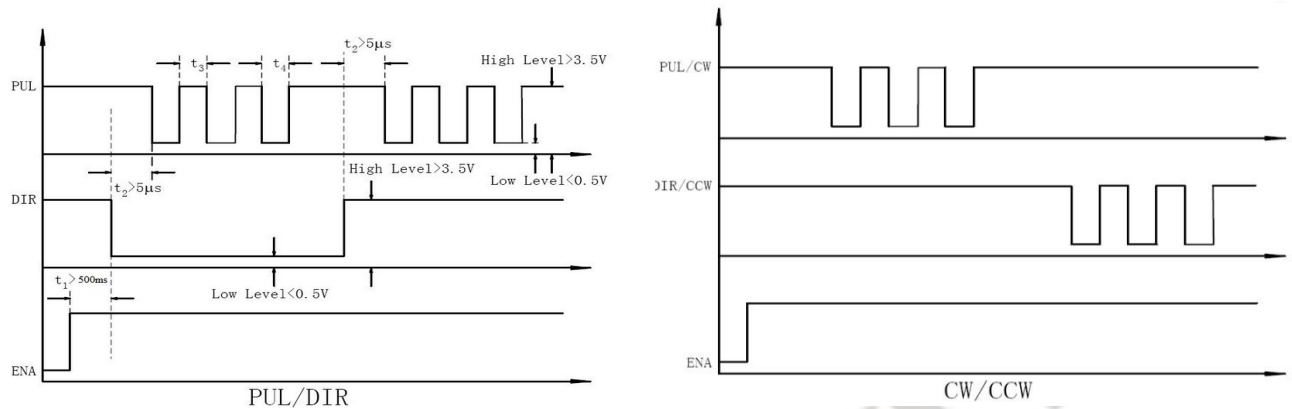 t2>5μs
High Level>3.5V
t3
t4
PUL
High Level>3.5V
Low Level<0.5V
t2>5μs
DIR
t1>500ms
Low Level<0.5V
ENA
PUL/DIR
PUL/CW
DIR/CCW
ENA
CW/CCW